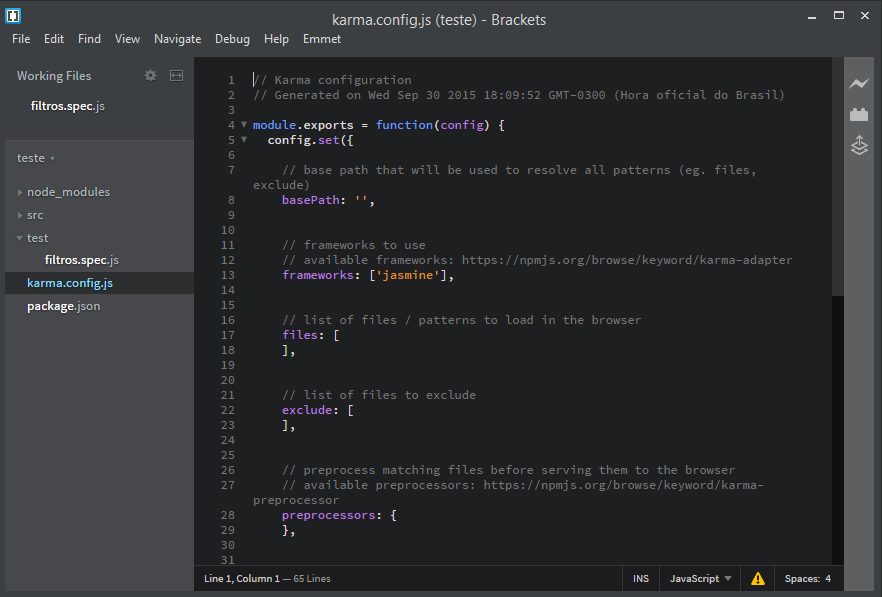 karma.config.js (teste) - Brackets
File Edit Find View Navigate Debug Help Emmet
Working Files
filtros.spec.js
teste
node_modules
src
test
filtros.spec.js
karma.config.js
package.json
1 // Karma configuration
2 // Generated on Wed Sep 30 2015 18:09:52 GMT-0300 (Hora oficial do Brasil)
3
4 module.exports = function(config) {
5 config.set({
6
7 // base path that will be used to resolve all patterns (eg. files,
exclude)
8 basePath: '',
9
10
11 // frameworks to use
12 // available frameworks: https://npmjs.org/browse/keyword/karma-adapter
13 frameworks: ['jasmine'],
14
15
16 // list of files / patterns to load in the browser
17 files: [
18 ],
19
20
21 // list of files to exclude
22 exclude: [
23 ],
24
25
26 // preprocess matching files before serving them to the browser
27 // available preprocessors: https://npmjs.org/browse/keyword/karma-
preprocessor
28 preprocessors: {
29 },
30
31
Line 1, Column 1 — 65 Lines
INS JavaScript Spaces: 4